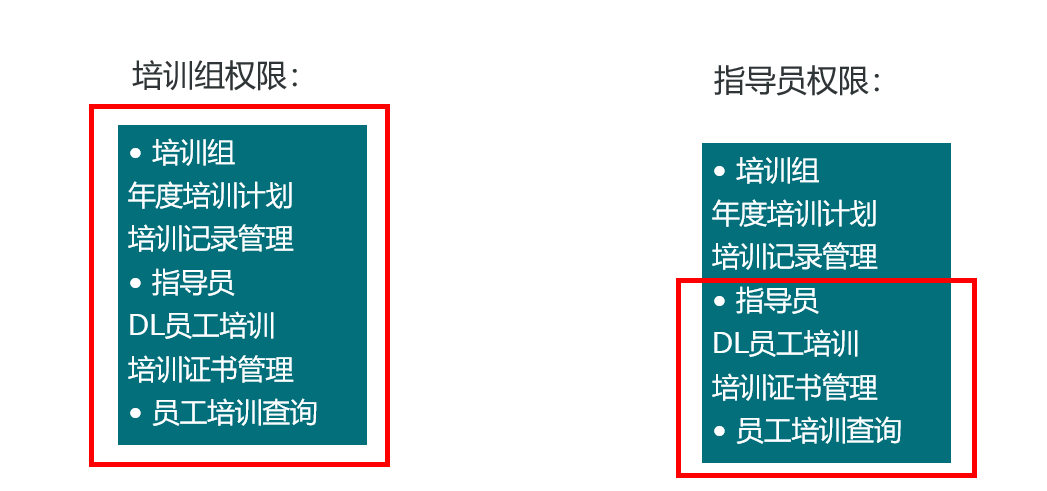 培训组权限：
• 培训组
年度培训计划
培训记录管理
• 指导员
DL员工培训
培训证书管理
• 员工培训查询
指导员权限：
• 培训组
年度培训计划
培训记录管理
• 指导员
DL员工培训
培训证书管理
• 员工培训查询